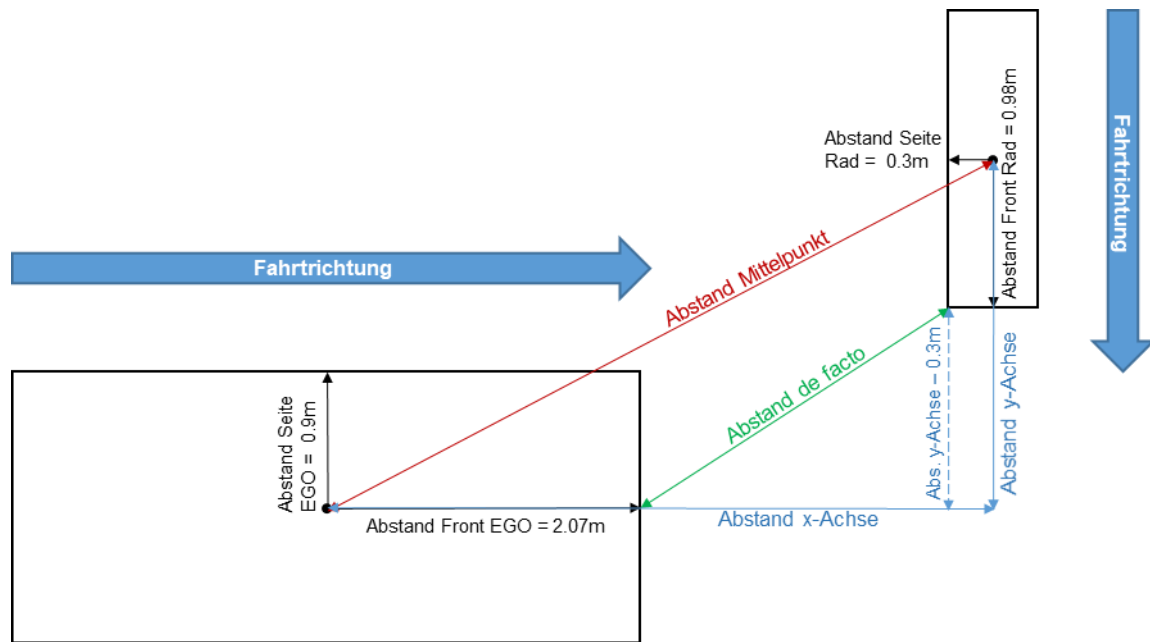 Abstand Seite
Rad =  0.3m
Abstand Front Rad = 0.98m
Fahrtrichtung
Fahrtrichtung
Abstand Mittelpunkt
Abstand de facto
Abs. y-Achse – 0.3m
Abstand y-Achse
Abstand Seite
EGO = 0.9m
Abstand Front EGO = 2.07m
Abstand x-Achse